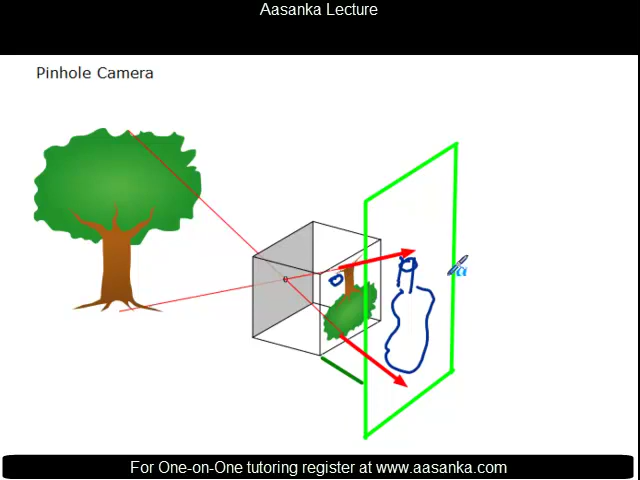 Aasanka Lecture
Pinhole Camera
For One-on-One tutoring register at www.aasanka.com